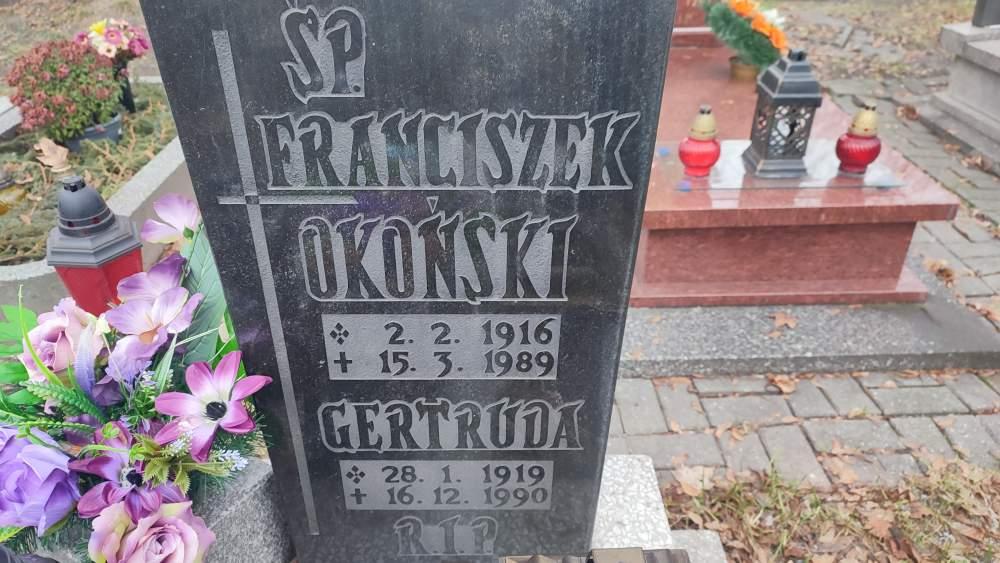 ŚP.
FRANCISZEK
OKOŃSKI
2. 2. 1916
+ 15. 3. 1989
GERTRUDA
28. 1. 1919
+ 16. 12. 1990
R.I.P.